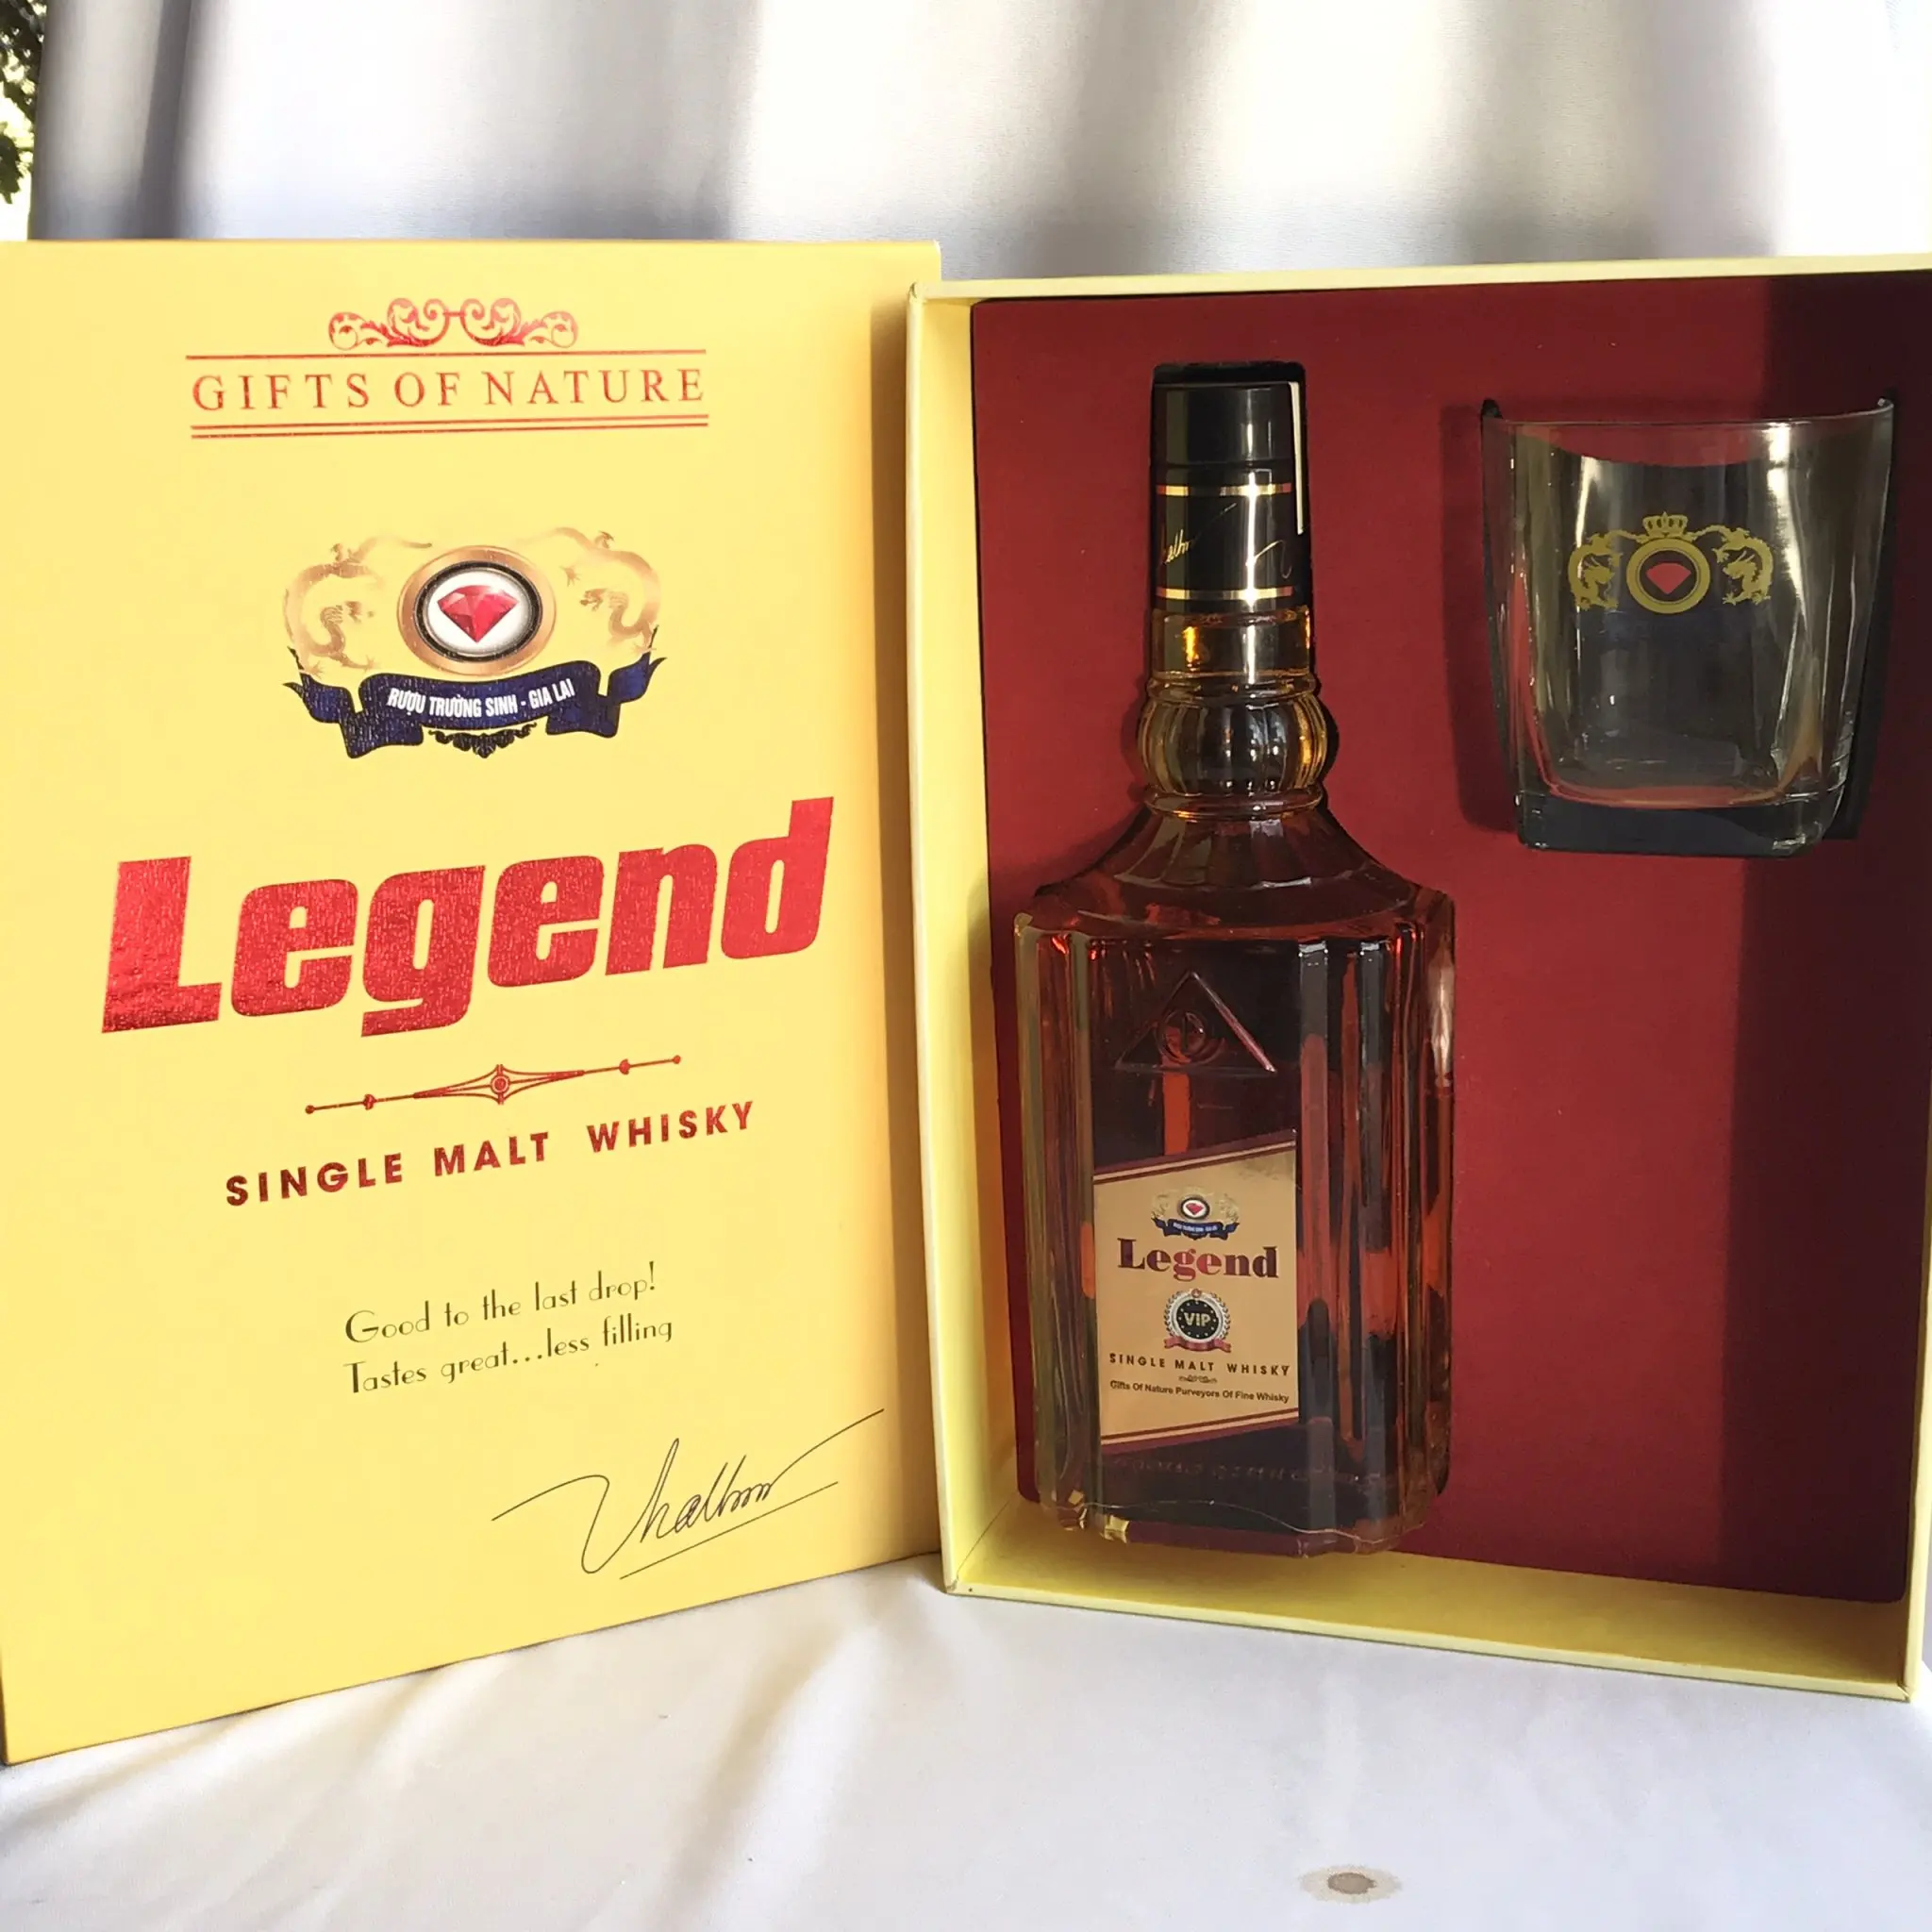 GIFTS OF NATURE
RƯỢU TRƯỜNG SINH - GIA LAI
Legend
SINGLE MALT WHISKY
Good to the last drop!
Tastes great...less filling
Legend
VIP
SINGLE MALT WHISKY
Gifts Of Nature Purveyors Of Fine Whisky